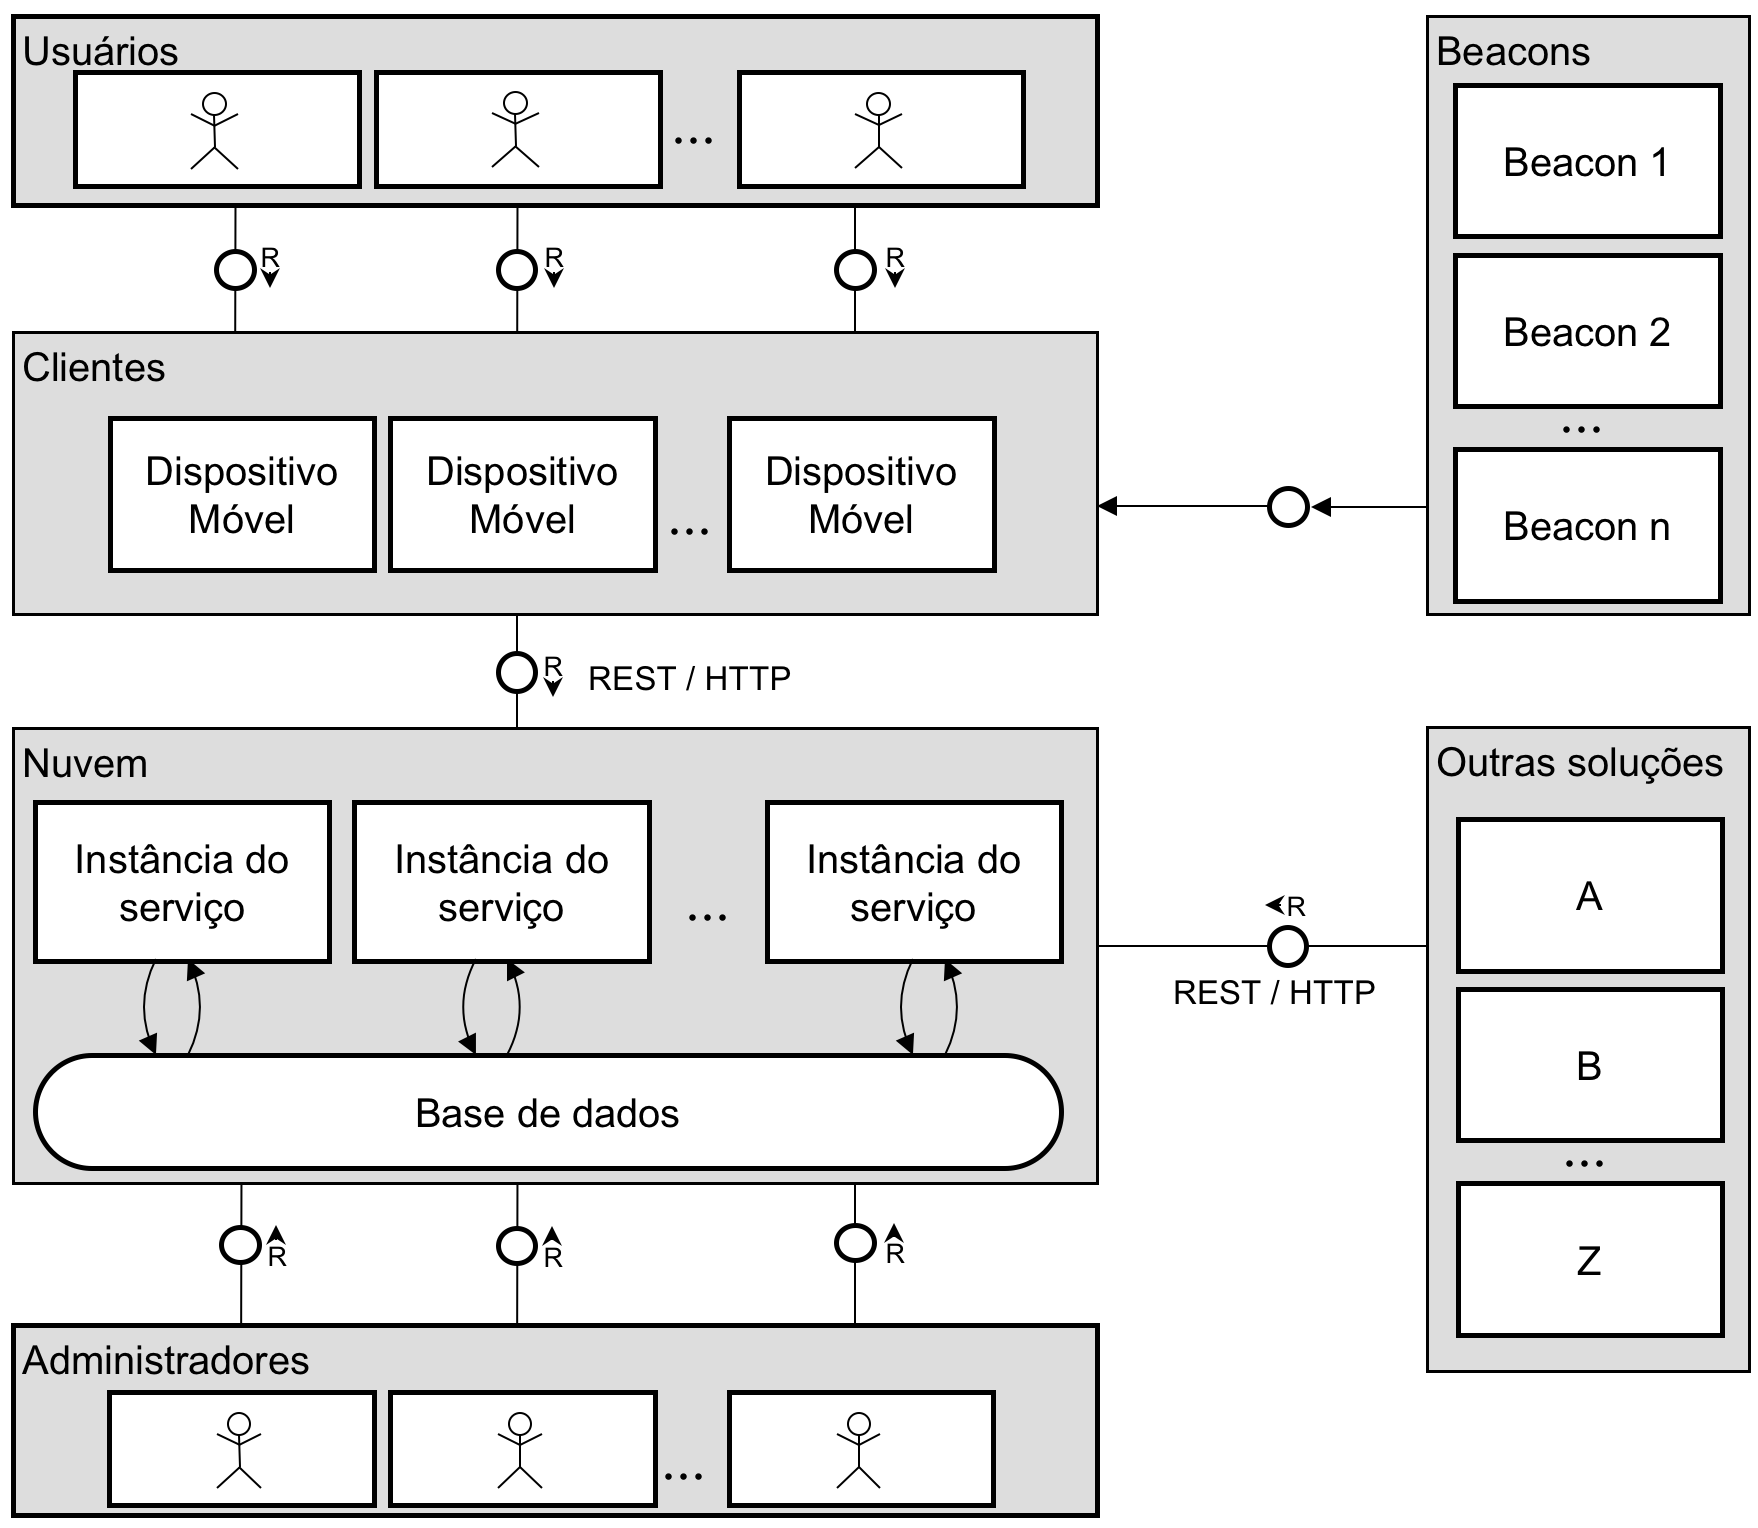 Usuários
...
R
R
R
Clientes
Dispositivo
Móvel
Dispositivo
Móvel
...
Dispositivo
Móvel
Beacons
Beacon 1
Beacon 2
...
Beacon n
R
REST / HTTP
Nuvem
Instância do
serviço
Instância do
serviço
...
Instância do
serviço
Base de dados
R
REST / HTTP
Outras soluções
A
B
...
Z
R
R
R
Administradores
...